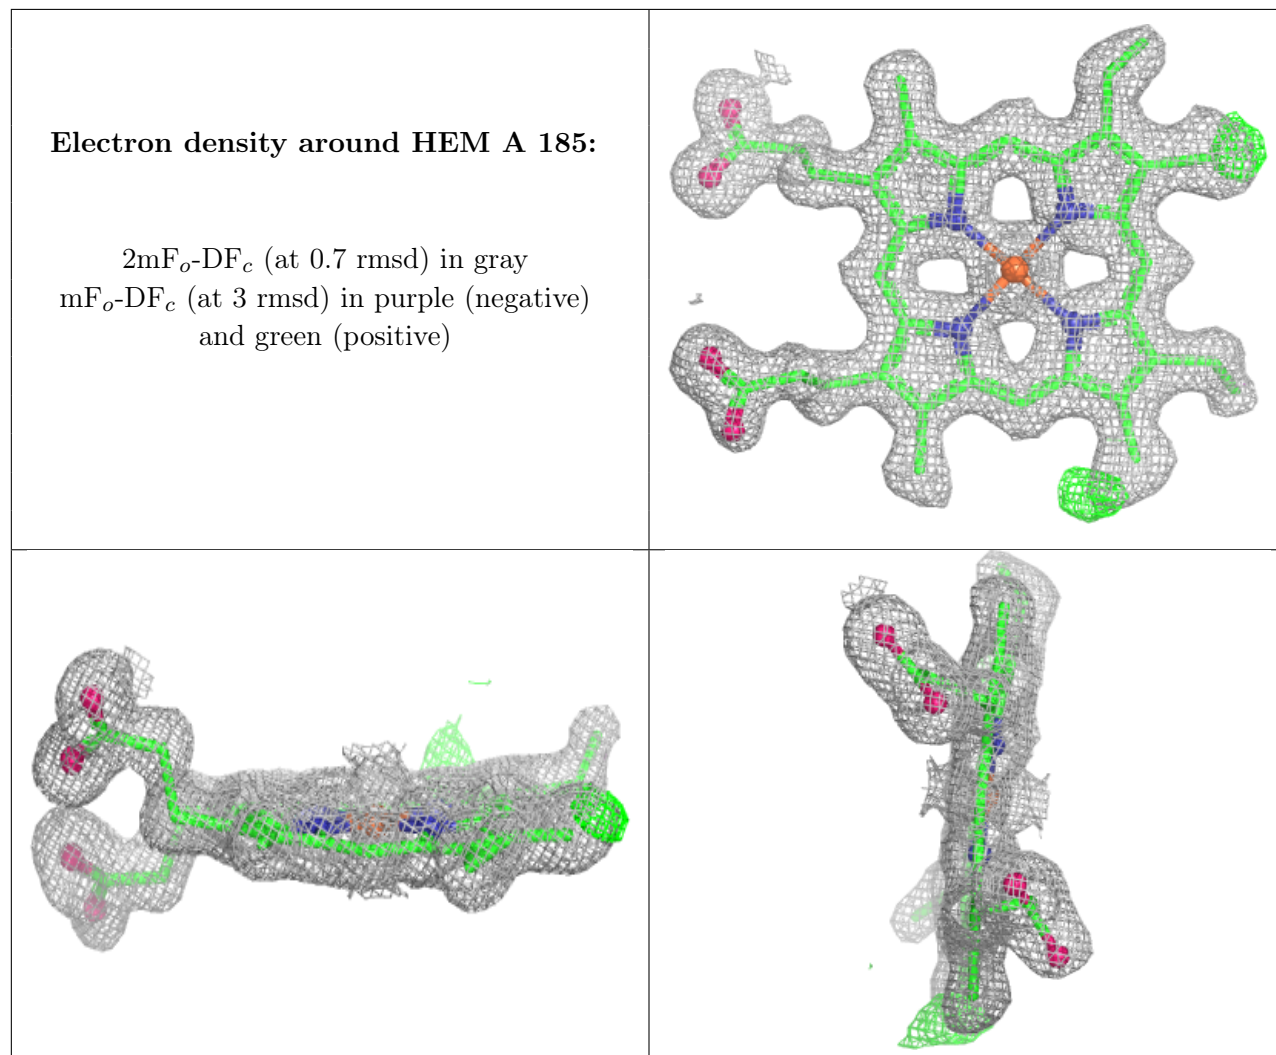 Electron density around HEM A 185:
2mFo-DFc (at 0.7 rmsd) in gray
mFo-DFc (at 3 rmsd) in purple (negative)
and green (positive)